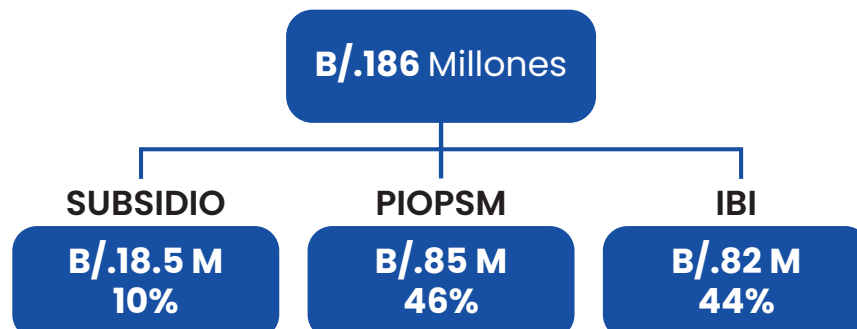 B/.186 Millones
SUBSIDIO
PIOPSM
IBI
B/.18.5 M
10%
B/.85 M
46%
B/.82 M
44%